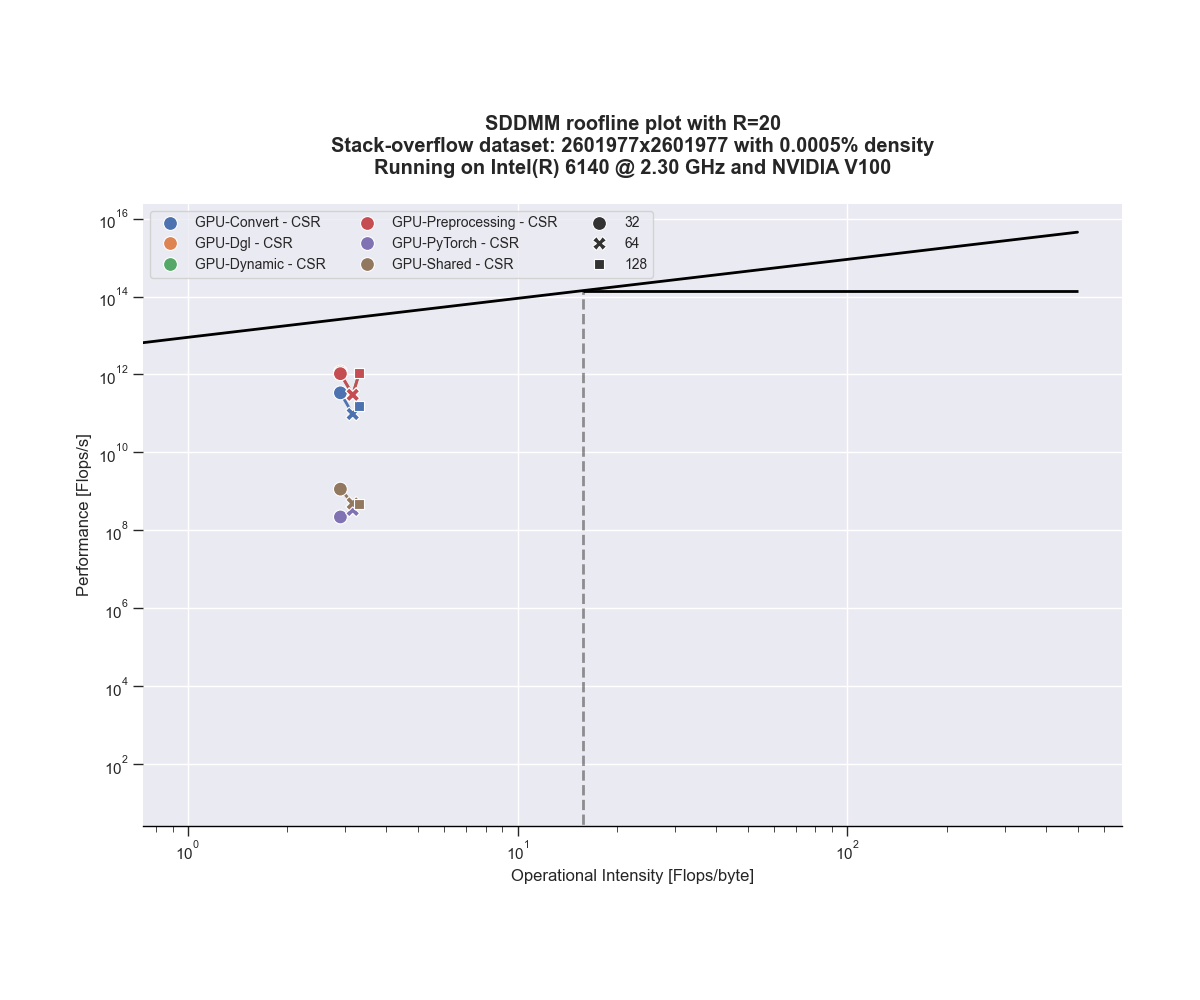 SDDMM roofline plot with R=20
Stack-overflow dataset: 2601977x2601977 with 0.0005% density
Running on Intel(R) 6140 @ 2.30 GHz and NVIDIA V100
GPU-Convert - CSR GPU-Preprocessing - CSR 32
GPU-Dgl - CSR GPU-PyTorch - CSR 64
GPU-Dynamic - CSR GPU-Shared - CSR 128
10^16
10^14
10^12
10^10
10^8
10^6
10^4
10^2
Performance [Flops/s]
10^0 10^1 10^2
Operational Intensity [Flops/byte]